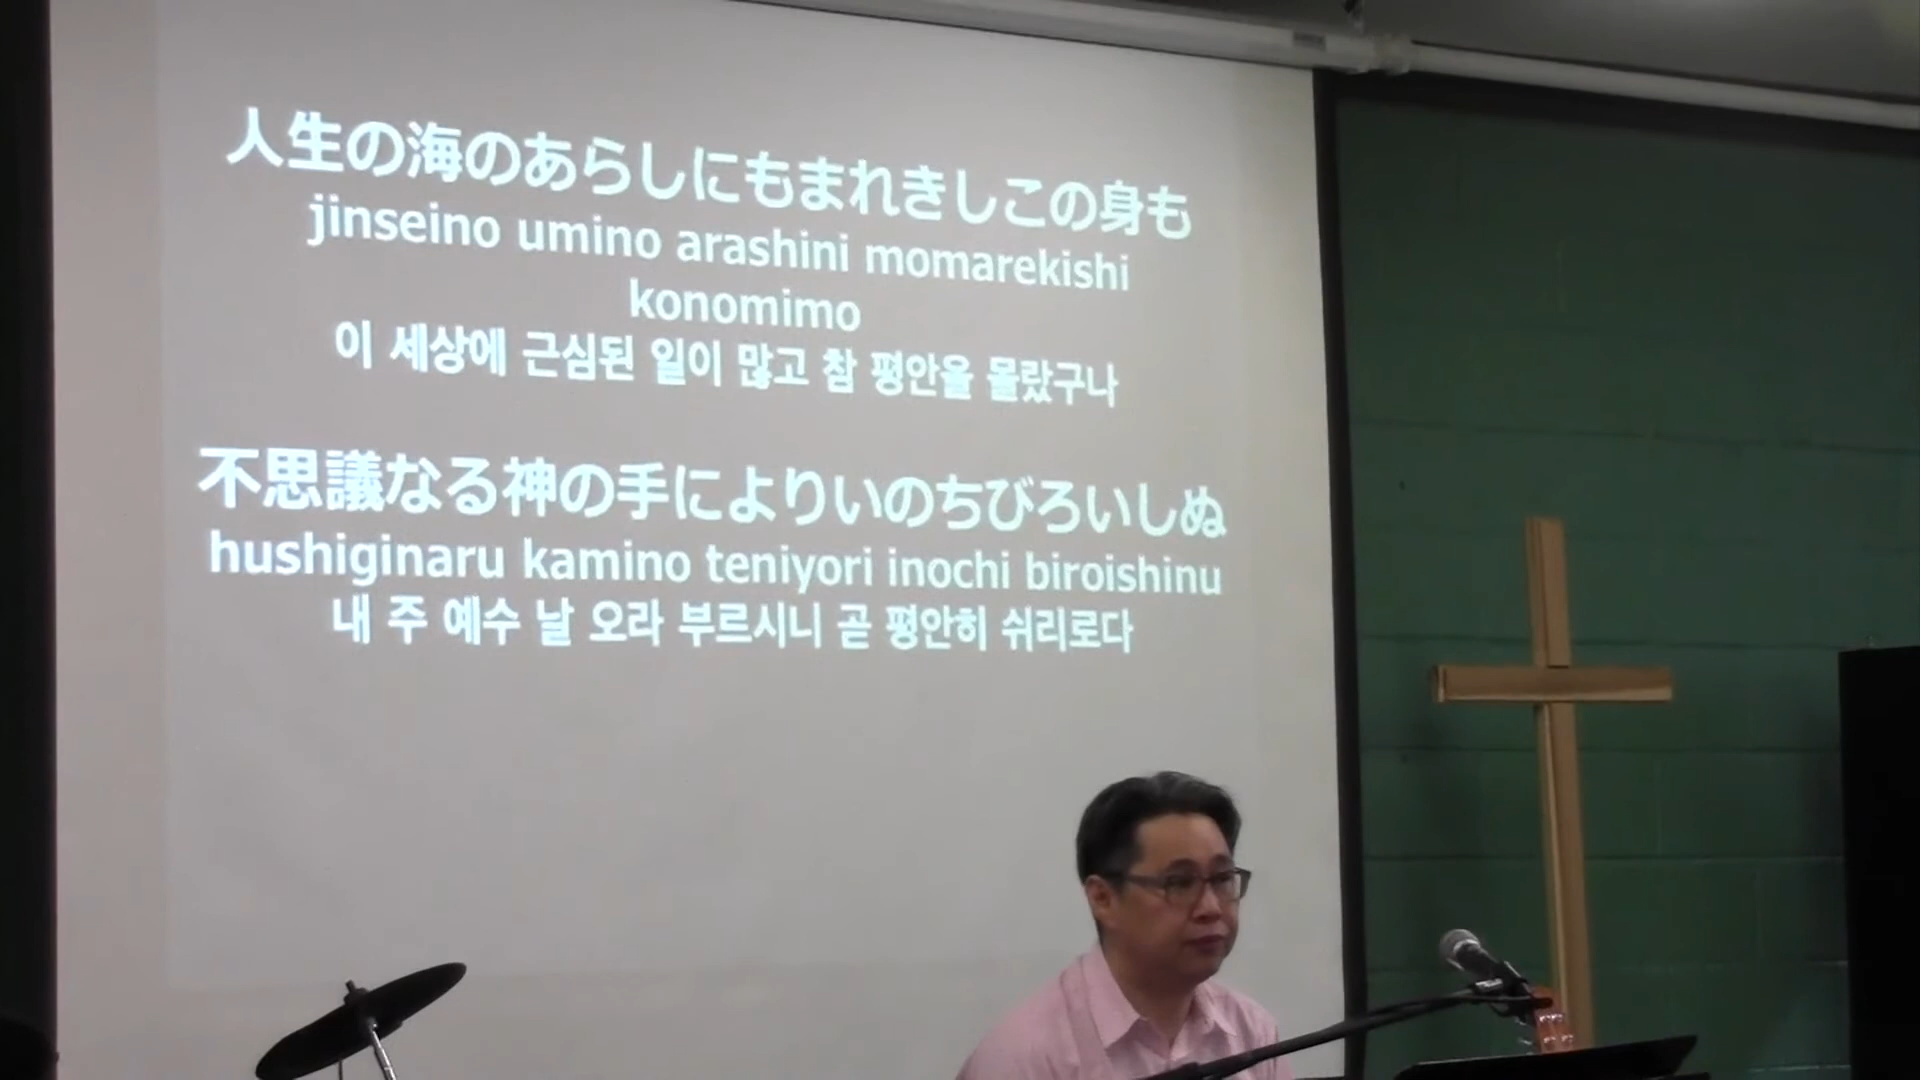 人生の海のあらしにもまれきしこの身も
jinseino umino arashini momarekishi
konomimo
이 세상에 근심된 일이 많고 참 평안을 몰랐구나
不思議なる神の手によりいのちびろいしぬ
hushiginaru kamino teniyori inochi biroishinu
내 주 예수 날 오라 부르시니 곧 평안히 쉬리로다